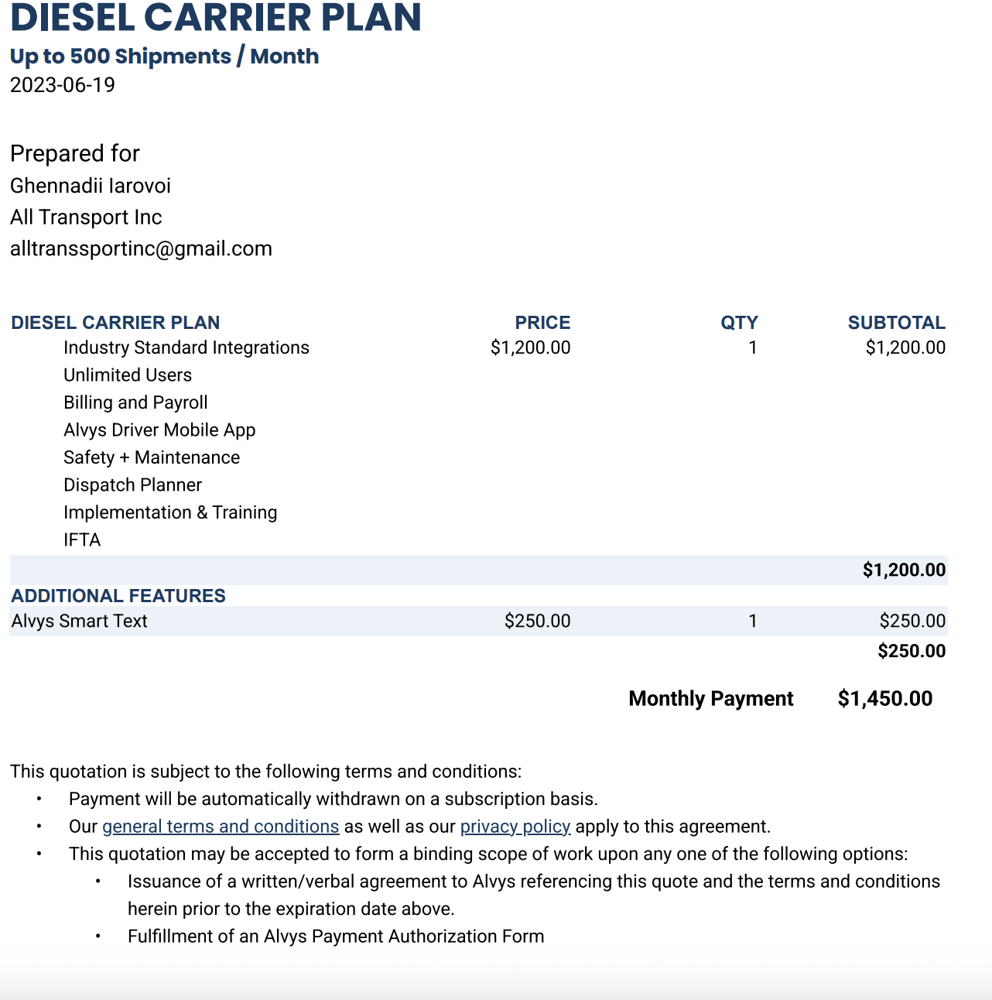 DIESEL CARRIER PLAN
Up to 500 Shipments / Month
2023-06-19
Prepared for
Ghennadii Iarovoi
All Transport Inc
alltranssportinc@gmail.com
DIESEL CARRIER PLAN PRICE QTY SUBTOTAL
Industry Standard Integrations $1,200.00 1 $1,200.00
Unlimited Users
Billing and Payroll
Alvys Driver Mobile App
Safety + Maintenance
Dispatch Planner
Implementation & Training
IFTA
$1,200.00
ADDITIONAL FEATURES
Alvys Smart Text $250.00 1 $250.00
$250.00
Monthly Payment $1,450.00
This quotation is subject to the following terms and conditions:
• Payment will be automatically withdrawn on a subscription basis.
• Our general terms and conditions as well as our privacy policy apply to this agreement.
• This quotation may be accepted to form a binding scope of work upon any one of the following options:
• Issuance of a written/verbal agreement to Alvys referencing this quote and the terms and conditions
herein prior to the expiration date above.
• Fulfillment of an Alvys Payment Authorization Form